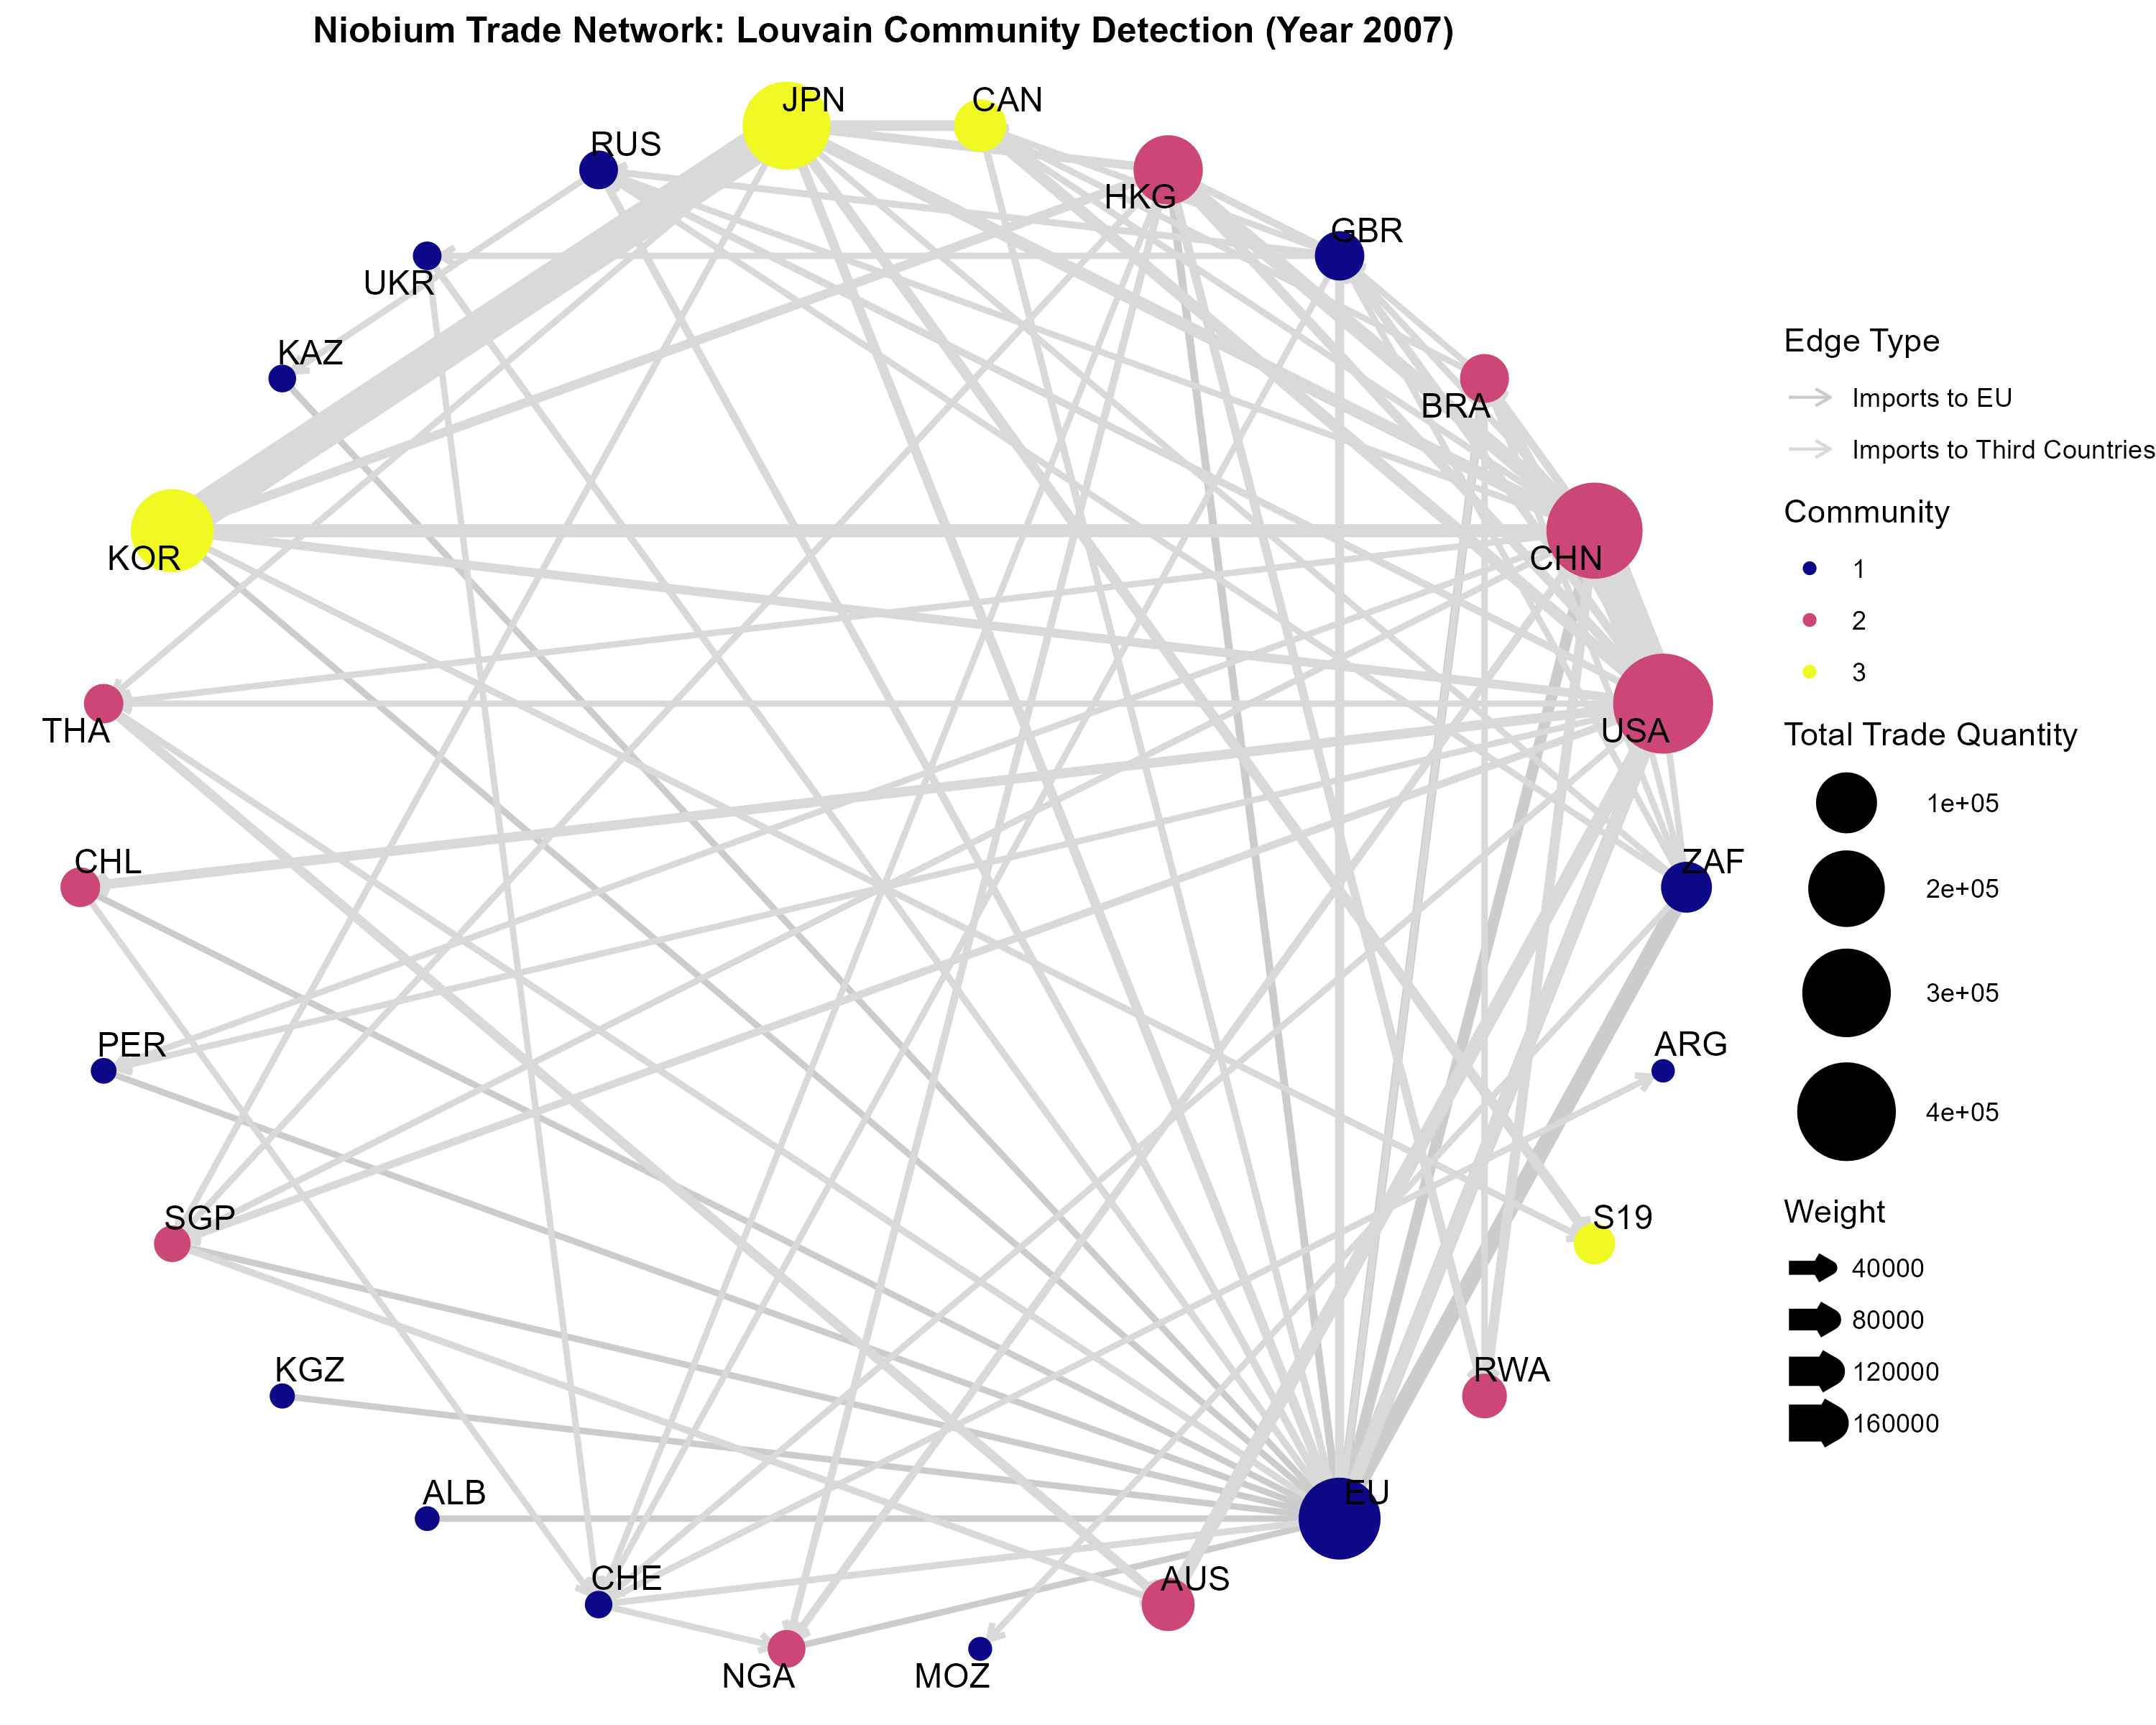 Niobium Trade Network: Louvain Community Detection (Year 2007)
JPN
CAN
RUS
HKG
GBR
UKR
KAZ
BRA
KOR
CHN
THA
USA
CHL
ZAF
PER
ARG
SGP
S19
KGZ
RWA
ALB
EU
CHE
AUS
NGA
MOZ
Edge Type
Imports to EU
Imports to Third Countries
Community
1
2
3
Total Trade Quantity
1e+05
2e+05
3e+05
4e+05
Weight
40000
80000
120000
160000